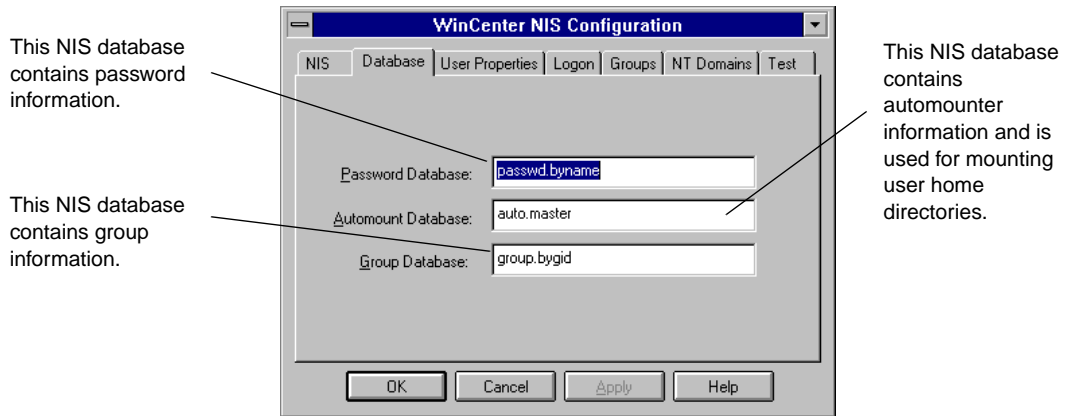 This NIS database
contains password
information.
This NIS database
contains group
information.
WinCenter NIS Configuration
NIS Database User Properties Logon Groups NT Domains Test
Password Database: passwd.byname
Automount Database: auto.master
Group Database: group.bygid
OK Cancel Apply Help
This NIS database
contains
automounter
information and is
used for mounting
user home
directories.